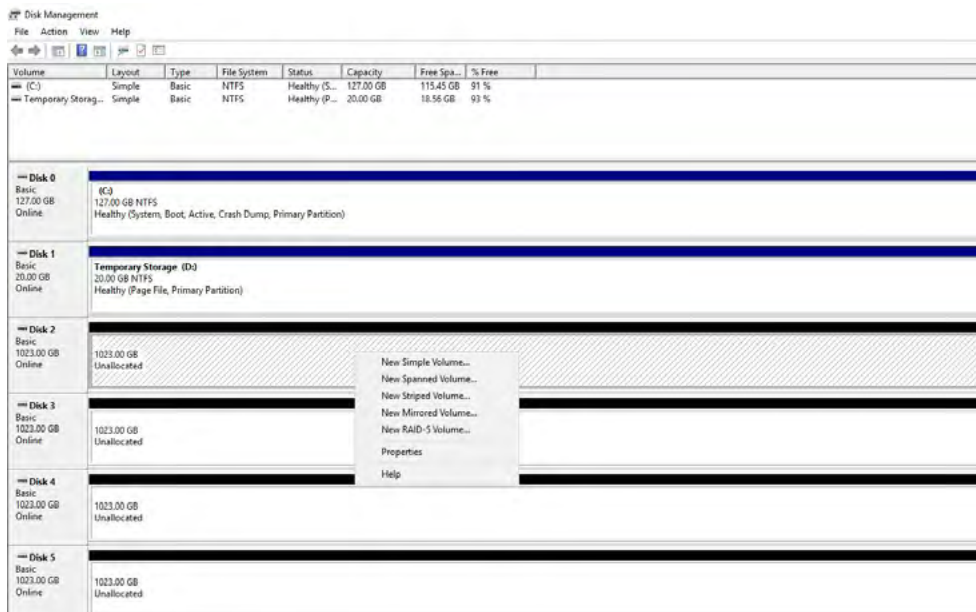 Disk Management
File Action View Help
Volume Layout Type File System Status Capacity Free Spa... % Free
(C:) Simple Basic NTFS Healthy (S... 127.00 GB 115.45 GB 91 %
Temporary Storag... Simple Basic NTFS Healthy (P... 20.00 GB 18.56 GB 93 %
Disk 0
Basic
127.00 GB
Online
(C:)
127.00 GB NTFS
Healthy (System, Boot, Active, Crash Dump, Primary Partition)
Disk 1
Basic
20.00 GB
Online
Temporary Storage (D:)
20.00 GB NTFS
Healthy (Page File, Primary Partition)
Disk 2
Basic
1023.00 GB
Online
1023.00 GB
Unallocated
New Simple Volume...
New Spanned Volume...
New Striped Volume...
New Mirrored Volume...
New RAID-5 Volume...
Properties
Help
Disk 3
Basic
1023.00 GB
Online
1023.00 GB
Unallocated
Disk 4
Basic
1023.00 GB
Online
1023.00 GB
Unallocated
Disk 5
Basic
1023.00 GB
Online
1023.00 GB
Unallocated